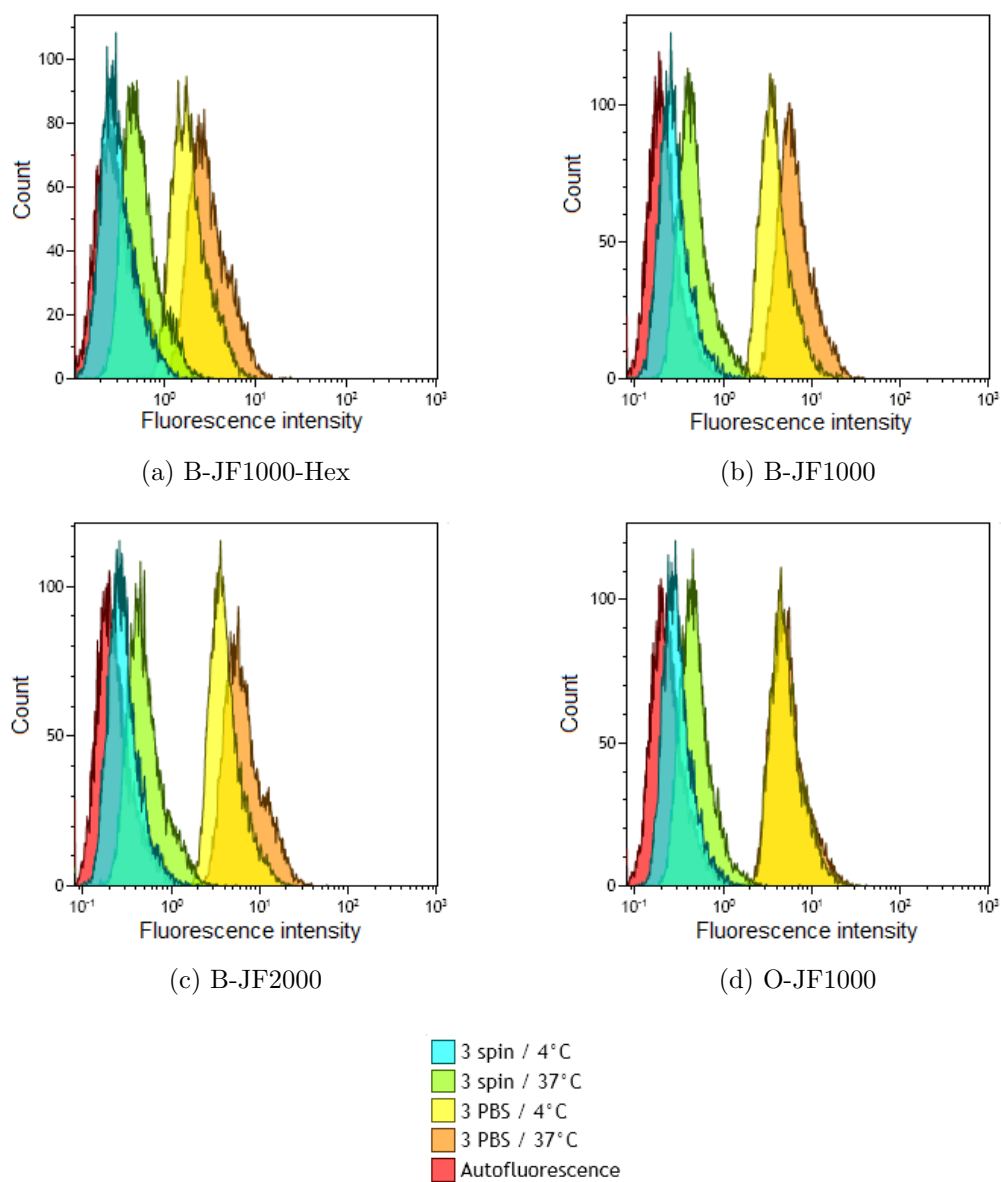 100
80
60
40
20
0
Count
10⁰
10¹
10²
10³
Fluorescence intensity
(a) B-JF1000-Hex
100
50
0
Count
10⁻¹
10⁰
10¹
10²
10³
Fluorescence intensity
(b) B-JF1000
100
50
0
Count
10⁻¹
10⁰
10¹
10²
10³
Fluorescence intensity
(c) B-JF2000
100
50
0
Count
10⁻¹
10⁰
10¹
10²
10³
Fluorescence intensity
(d) O-JF1000
3 spin / 4°C
3 spin / 37°C
3 PBS / 4°C
3 PBS / 37°C
Autofluorescence